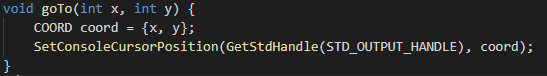 void goTo(int x, int y) {
    COORD coord = {x, y};
    SetConsoleCursorPosition(GetStdHandle(STD_OUTPUT_HANDLE), coord);
}